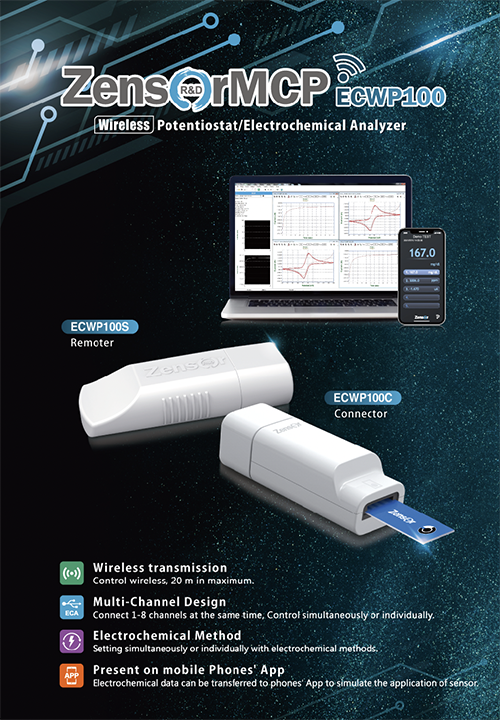 ZensorMCP
R&D
ECWP100
Wireless Potentiostat/Electrochemical Analyzer
167.0
mg/dl
Zensor
ECWP100S
Remoter
Zensor
ECWP100C
Connector
Zensor
Zensor
Wireless transmission
Control wireless, 20 m in maximum.
Multi-Channel Design
ECA
Connect 1-8 channels at the same time, Control simultaneously or individually.
Electrochemical Method
Setting simultaneously or individually with electrochemical methods.
Present on mobile Phones' App
APP
Electrochemical data can be transferred to phones' App to simulate the application of sensor.